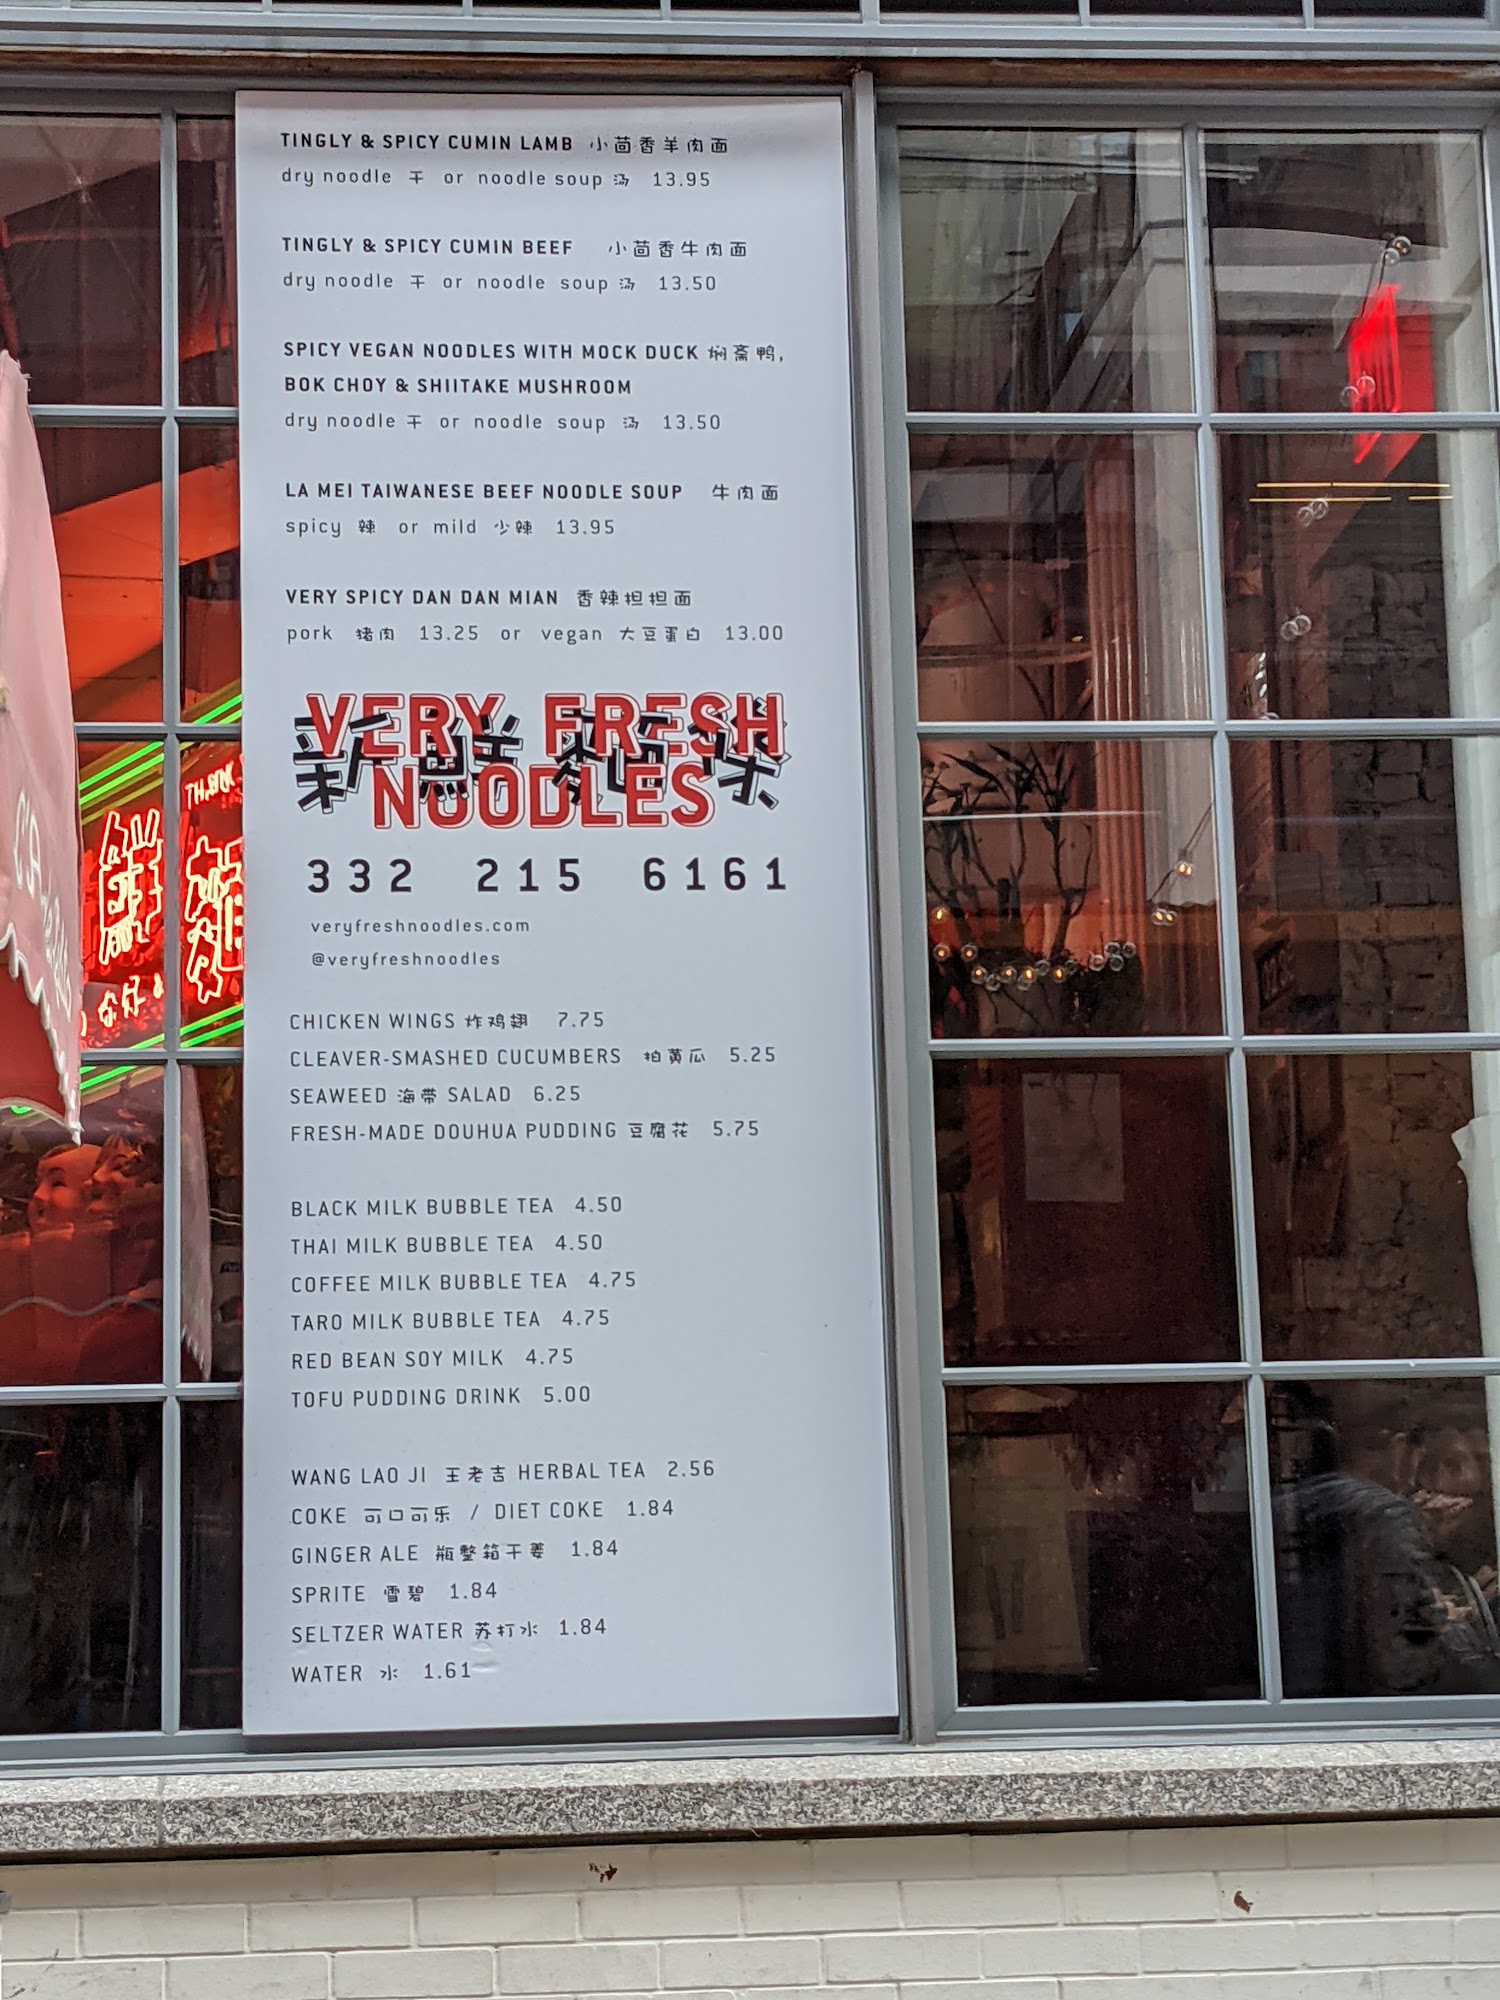 TINGLY & SPICY CUMIN LAMB 小茴香羊肉面
dry noodle 干 or noodle soup 汤 13.95
TINGLY & SPICY CUMIN BEEF 小茴香牛肉面
dry noodle 干 or noodle soup 汤 13.50
SPICY VEGAN NOODLES WITH MOCK DUCK 焖斋鸭,
BOK CHOY & SHIITAKE MUSHROOM
dry noodle 干 or noodle soup 汤 13.50
LA MEI TAIWANESE BEEF NOODLE SOUP 牛肉面
spicy 辣 or mild 少辣 13.95
VERY SPICY DAN DAN MIAN 香辣担担面
pork 猪肉 13.25 or vegan 大豆蛋白 13.00
VERY FRESH
新鮮麵條
NOODLES
332 215 6161
veryfreshnoodles.com
@veryfreshnoodles
CHICKEN WINGS 炸鸡翅 7.75
CLEAVER-SMASHED CUCUMBERS 拍黄瓜 5.25
SEAWEED 海带 SALAD 6.25
FRESH-MADE DOUHUA PUDDING 豆腐花 5.75
BLACK MILK BUBBLE TEA 4.50
THAI MILK BUBBLE TEA 4.50
COFFEE MILK BUBBLE TEA 4.75
TARO MILK BUBBLE TEA 4.75
RED BEAN SOY MILK 4.75
TOFU PUDDING DRINK 5.00
WANG LAO JI 王老吉 HERBAL TEA 2.56
COKE 可口可乐 / DIET COKE 1.84
GINGER ALE 瓶整箱干姜 1.84
SPRITE 雪碧 1.84
SELTZER WATER 苏打水 1.84
WATER 水 1.61
鮮麵